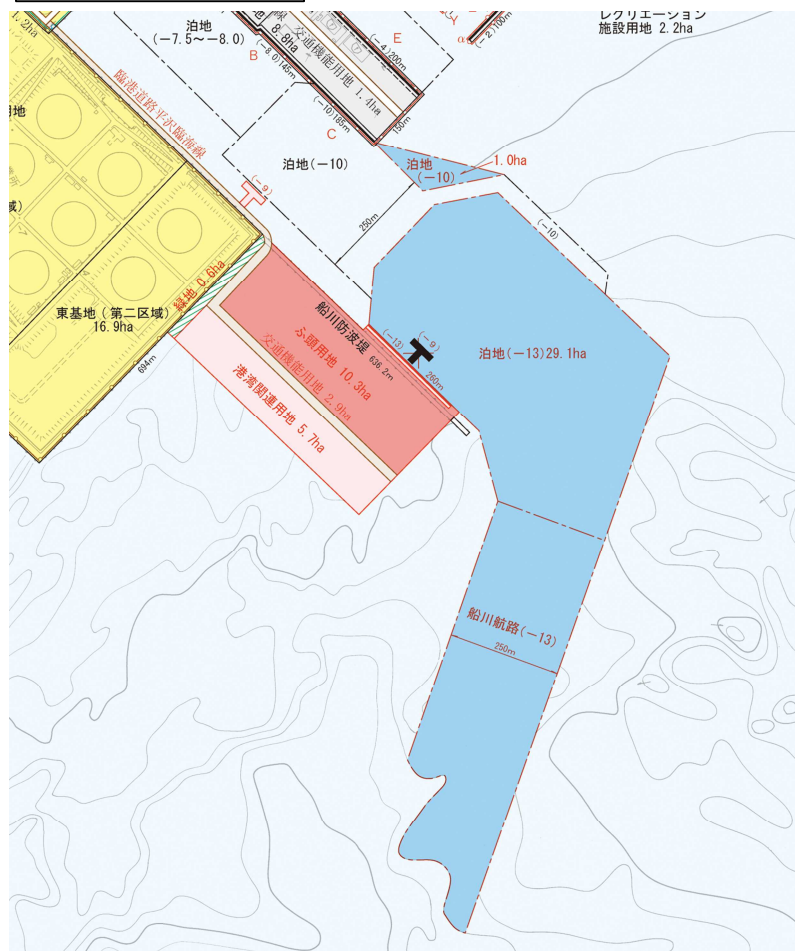 レクリエーション
施設用地 2.2ha
(-2)100m
泊地
(-7.5~-8.0)
8.8ha
交通機能用地 1.4ha
(-4)200m
E
B
(-8.0)145m
(-10)185m
C
150m
1.2ha
臨港道路平沢臨海線
泊地(-10)
泊地
(-10)
1.0ha
(-9)
250m
(-10)
緑地 0.6ha
東基地(第二区域)
16.9ha
694m
船川防波堤 636.2m
(-13)
(-9)
260m
ふ頭用地 10.3ha
交通機能用地 2.9ha
港湾関連用地 5.7ha
泊地(-13)29.1ha
船川航路(-13)
250m